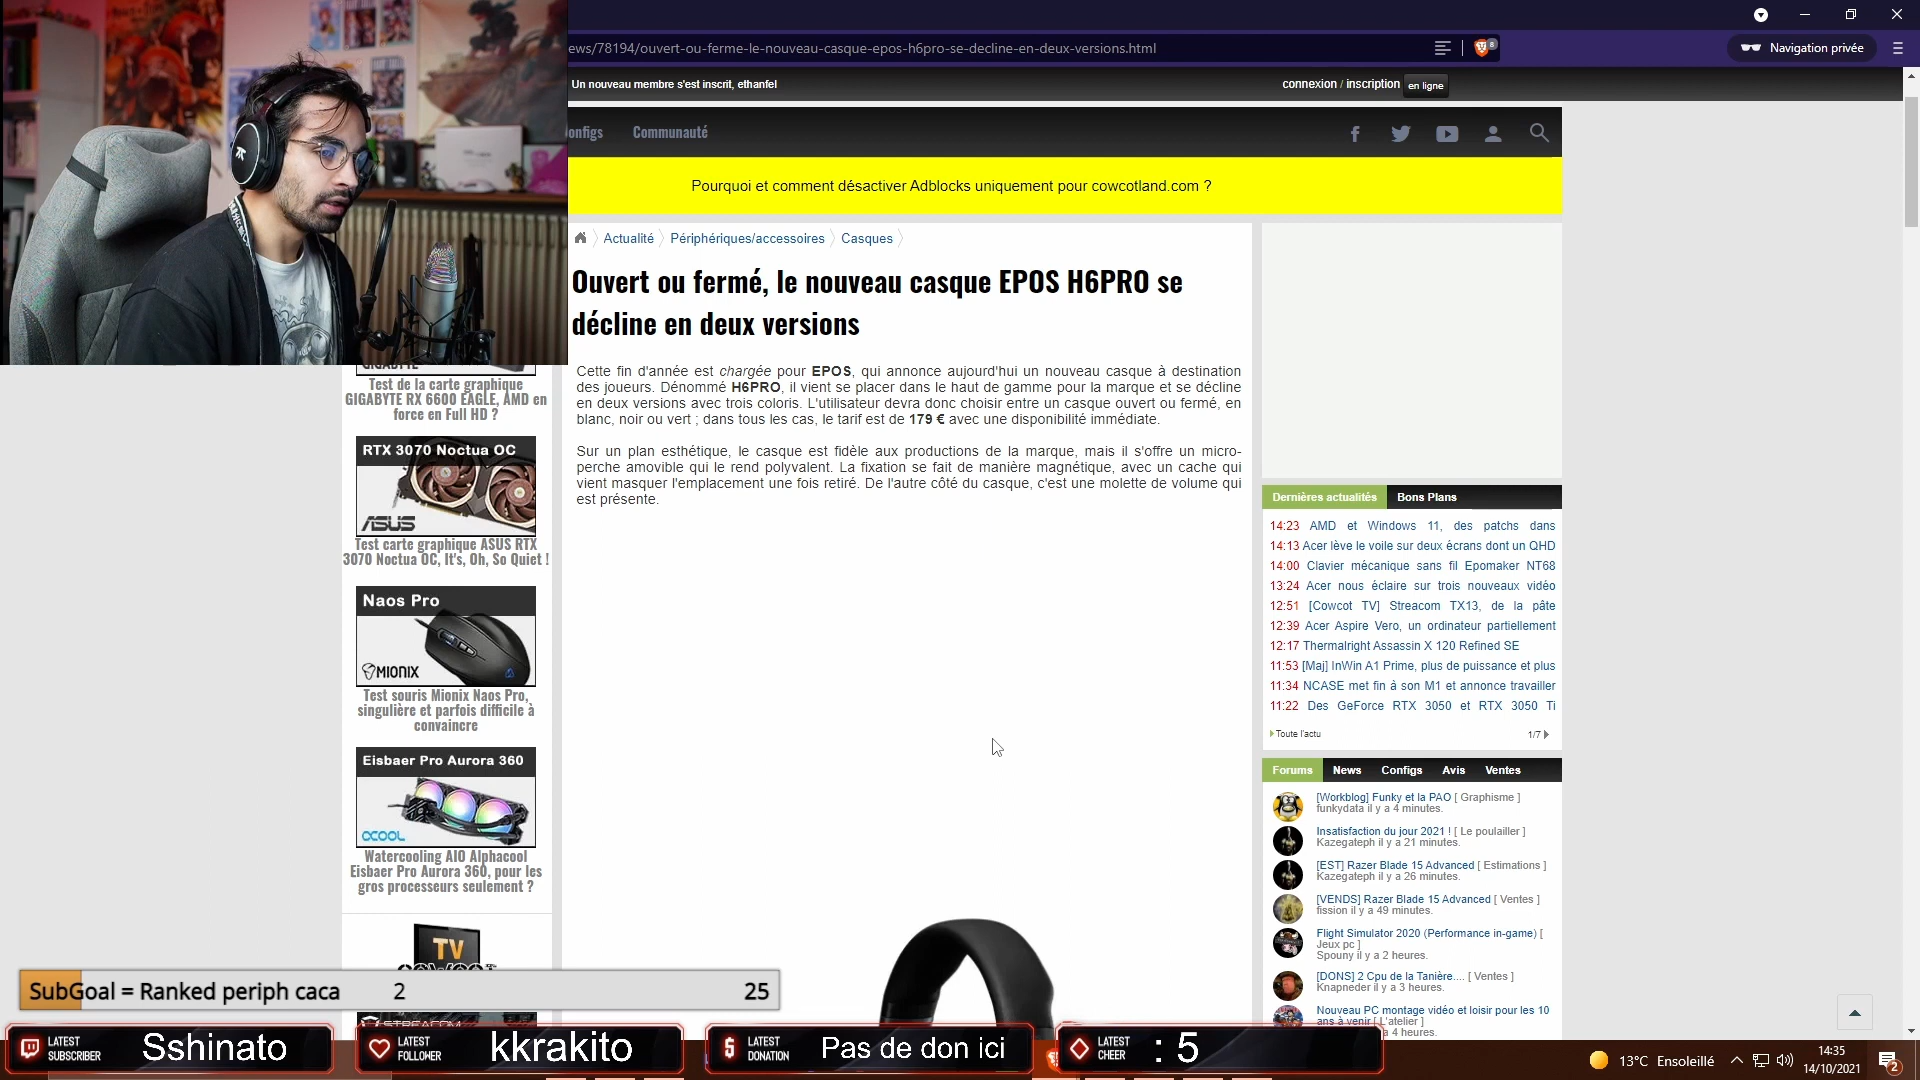 ews/78194/ouvert-ou-ferme-le-nouveau-casque-epos-h6pro-se-decline-en-deux-versions.html
8
Navigation privée
Un nouveau membre s'est inscrit, ethanfel
connexion / inscription
en ligne
onfigs
Communauté
Pourquoi et comment désactiver Adblocks uniquement pour cowcotland.com ?
Actualité
Périphériques/accessoires
Casques
Ouvert ou fermé, le nouveau casque EPOS H6PRO se
décline en deux versions
Cette fin d'année est chargée pour EPOS, qui annonce aujourd'hui un nouveau casque à destination
des joueurs. Dénommé H6PRO, il vient se placer dans le haut de gamme pour la marque et se décline
en deux versions avec trois coloris. L'utilisateur devra donc choisir entre un casque ouvert ou fermé, en
blanc, noir ou vert ; dans tous les cas, le tarif est de 179 € avec une disponibilité immédiate.
Sur un plan esthétique, le casque est fidèle aux productions de la marque, mais il s'offre un micro-
perche amovible qui le rend polyvalent. La fixation se fait de manière magnétique, avec un cache qui
vient masquer l'emplacement une fois retiré. De l'autre côté du casque, c'est une molette de volume qui
est présente.
GIGABYTE
Test de la carte graphique
GIGABYTE RX 6600 EAGLE, AMD en
force en Full HD ?
RTX 3070 Noctua OC
ASUS
Test carte graphique ASUS RTX
3070 Noctua OC, It's, Oh, So Quiet !
Naos Pro
MIONIX
Test souris Mionix Naos Pro,
singulière et parfois difficile à
convaincre
Eisbaer Pro Aurora 360
Watercooling AIO Alphacool
Eisbaer Pro Aurora 360, pour les
gros processeurs seulement ?
TV
STREACOM
Dernières actualités
Bons Plans
14:23 AMD et Windows 11, des patchs dans
14:13 Acer lève le voile sur deux écrans dont un QHD
14:00 Clavier mécanique sans fil Epomaker NT68
13:24 Acer nous éclaire sur trois nouveaux vidéo
12:51 [Cowcot TV] Streacom TX13, de la pâte
12:39 Acer Aspire Vero, un ordinateur partiellement
12:17 Thermalright Assassin X 120 Refined SE
11:53 [Maj] InWin A1 Prime, plus de puissance et plus
11:34 NCASE met fin à son M1 et annonce travailler
11:22 Des GeForce RTX 3050 et RTX 3050 Ti
Toute l'actu
1/7
Forums
News
Configs
Avis
Ventes
[Workblog] Funky et la PAO [ Graphisme ]
funkydata il y a 4 minutes.
Insatisfaction du jour 2021 ! [ Le poulailler ]
Kazegateph il y a 21 minutes.
[EST] Razer Blade 15 Advanced [ Estimations ]
Kazegateph il y a 26 minutes.
[VENDS] Razer Blade 15 Advanced [ Ventes ]
fission il y a 49 minutes.
Flight Simulator 2020 (Performance in-game) [
Jeux pc ]
Spouny il y a 2 heures.
[DONS] 2 Cpu de la Tanière.... [ Ventes ]
Knapneder il y a 3 heures.
Nouveau PC montage vidéo et loisir pour les 10
ans à venir [ L'atelier ]
a 4 heures.
SubGoal = Ranked periph caca
2
25
LATEST
SUBSCRIBER
Sshinato
LATEST
FOLLOWER
kkrakito
LATEST
DONATION
Pas de don ici
LATEST
CHEER
: 5
13°C Ensoleillé
14:35
14/10/2021
2